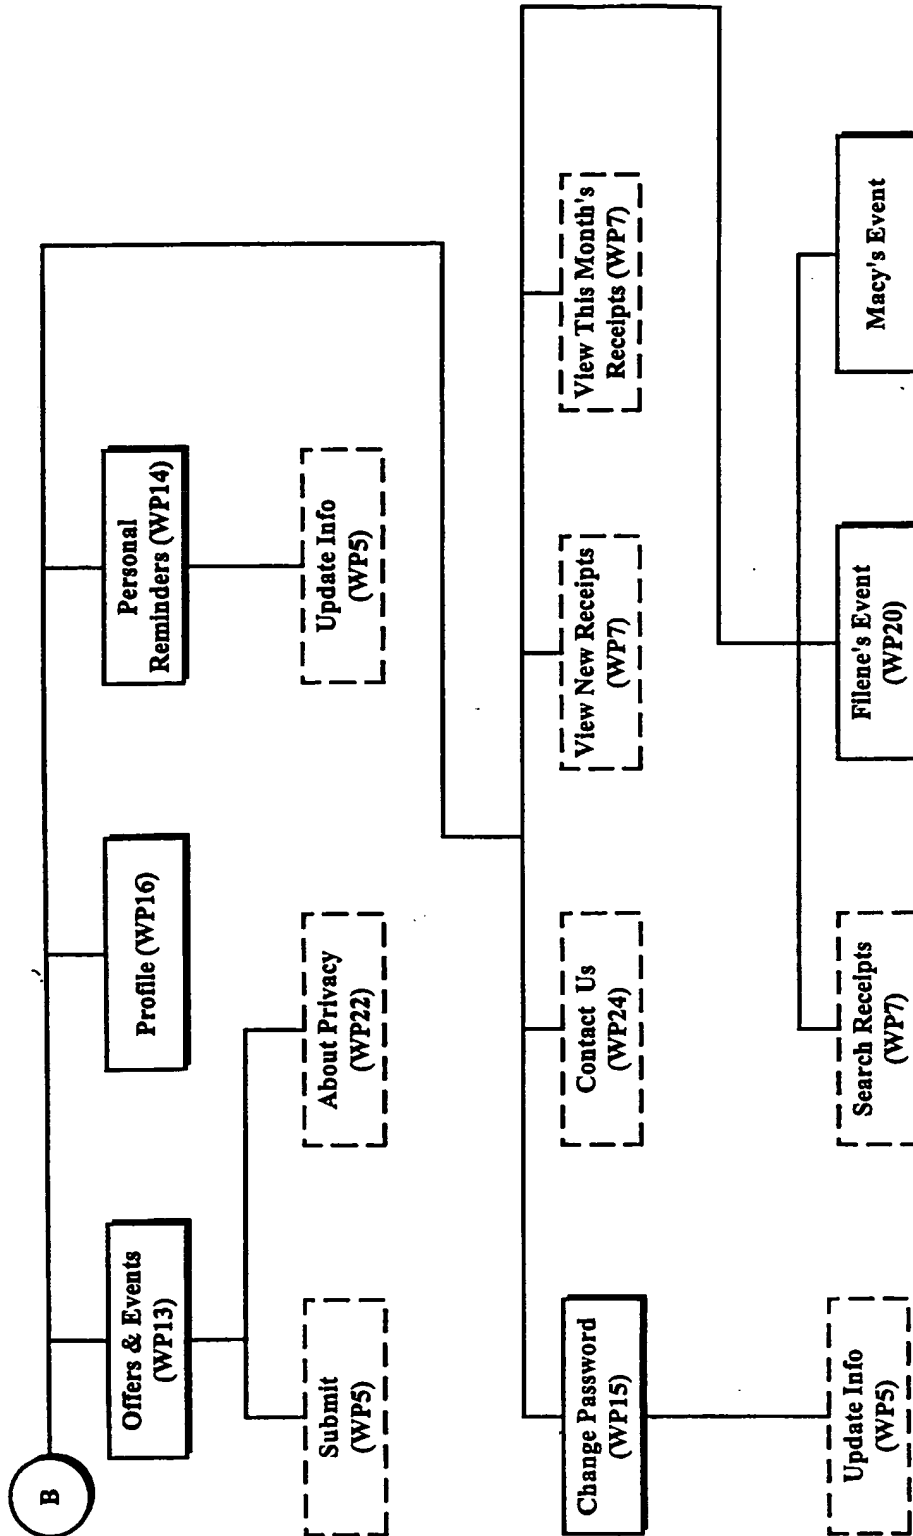 B
Offers & Events
(WP13)
Profile (WP16)
Personal
Reminders (WP14)
Submit
(WP5)
About Privacy
(WP22)
Update Info
(WP5)
Change Password
(WP15)
Contact Us
(WP24)
View New Receipts
(WP7)
View This Month's
Receipts (WP7)
Update Info
(WP5)
Search Receipts
(WP7)
Filene's Event
(WP20)
Macy's Event